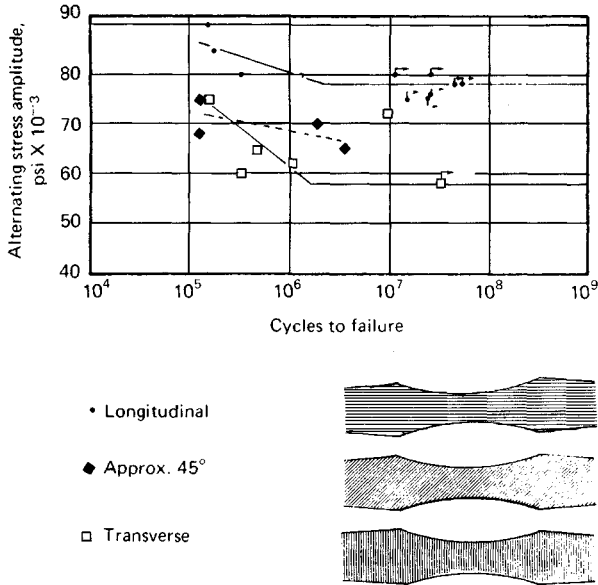 Alternating stress amplitude,
psi X 10⁻³
90
80
70
60
50
40
10⁴ 10⁵ 10⁶ 10⁷ 10⁸ 10⁹
Cycles to failure
Longitudinal
Approx. 45°
Transverse